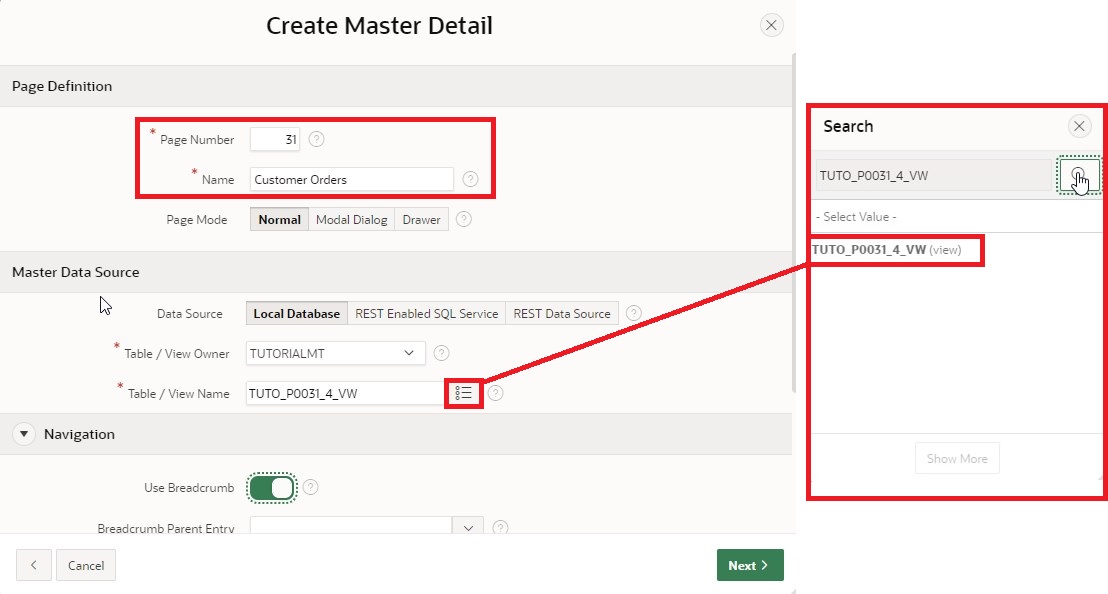 Create Master Detail
Page Definition
* Page Number 31 ?
* Name Customer Orders ?
Page Mode Normal Modal Dialog Drawer ?
Master Data Source
Data Source Local Database REST Enabled SQL Service REST Data Source ?
* Table / View Owner TUTORIALMT ?
* Table / View Name TUTO_P0031_4_VW ?
Navigation
Use Breadcrumb ?
Breadcrumb Parent Entry ?
Cancel
Next
Search
TUTO_P0031_4_VW
- Select Value -
TUTO_P0031_4_VW (view)
Show More